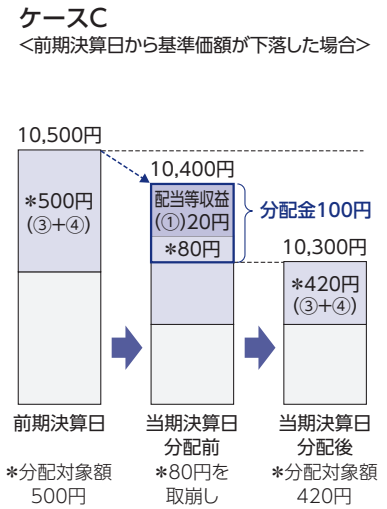 ケースC
<前期決算日から基準価額が下落した場合>
10,500円
*500円
(③+④)
10,400円
配当等収益
(①)20円
*80円
分配金100円
10,300円
*420円
(③+④)
前期決算日
*分配対象額
500円
当期決算日
分配前
*80円を
取崩し
当期決算日
分配後
*分配対象額
420円